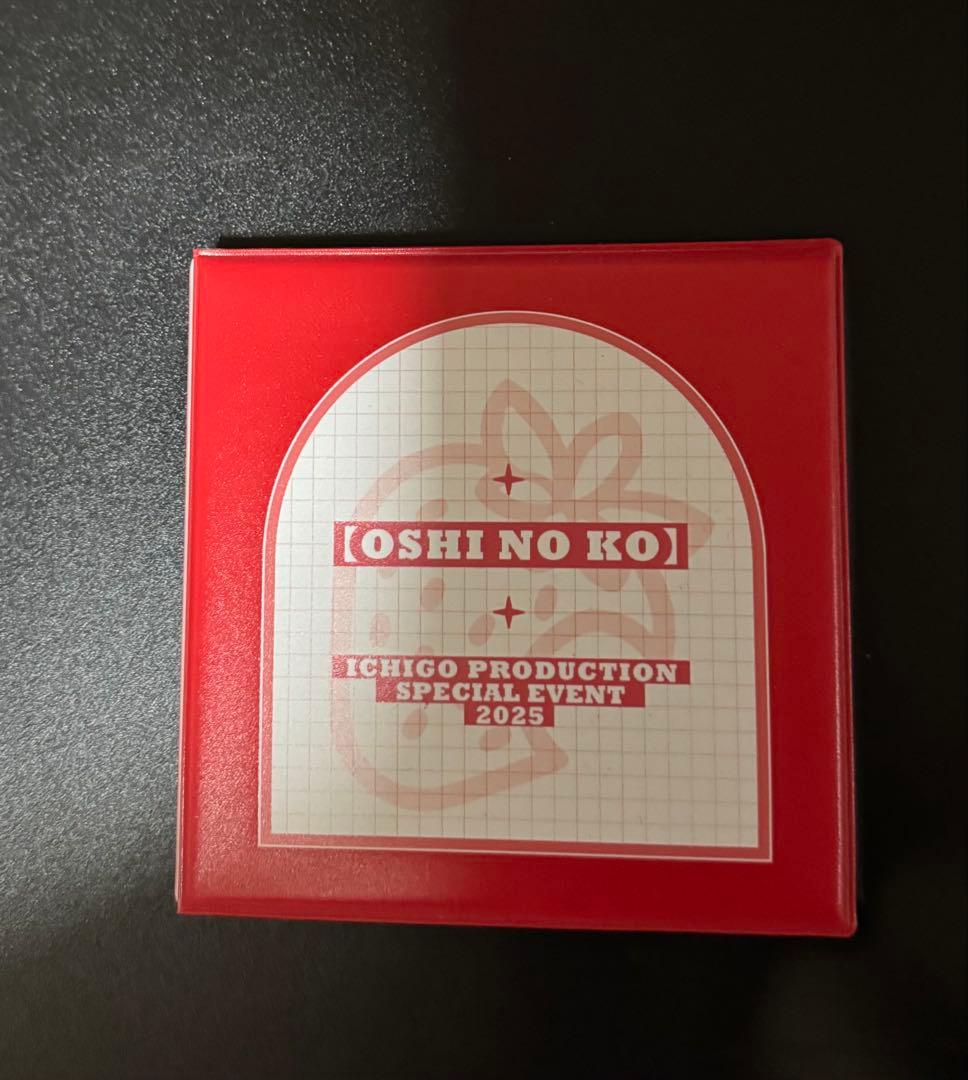 【OSHI NO KO】
ICHIGO PRODUCTION
SPECIAL EVENT
2025